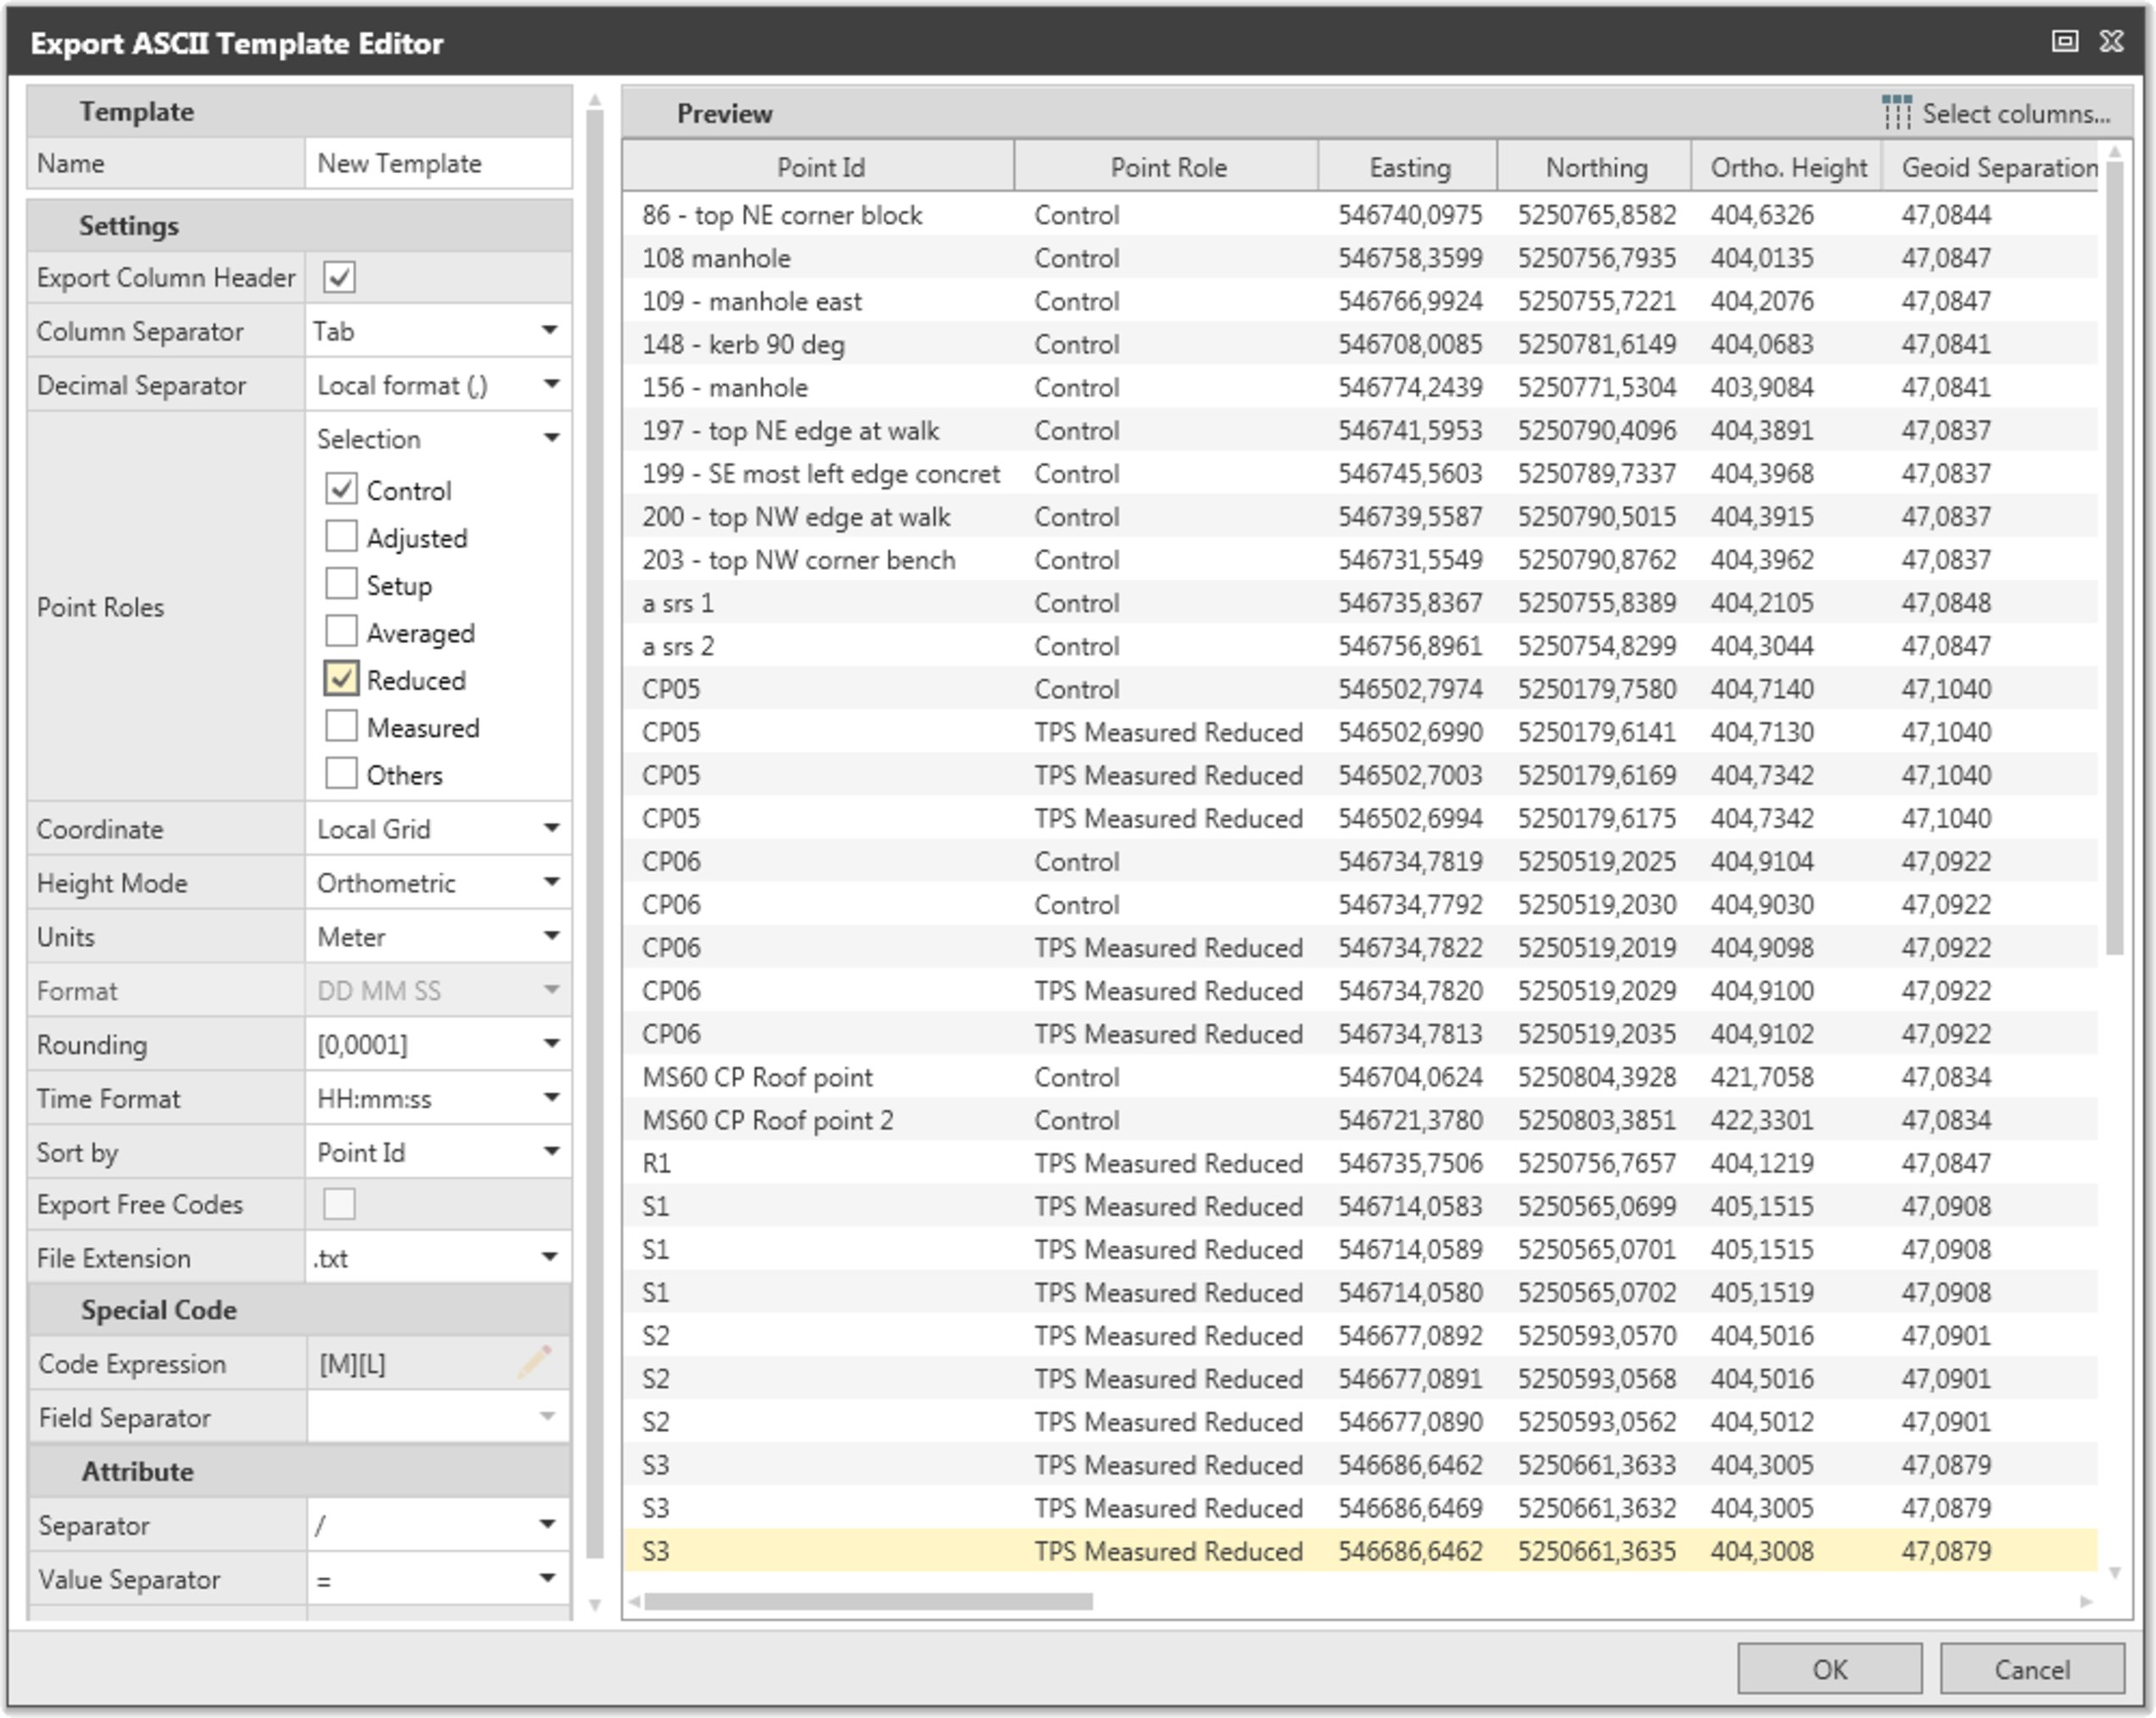 Export ASCII Template Editor
Template
Name New Template
Settings
Export Column Header
Column Separator Tab
Decimal Separator Local format (,)
Point Roles Selection
Control
Adjusted
Setup
Averaged
Reduced
Measured
Others
Coordinate Local Grid
Height Mode Orthometric
Units Meter
Format DD MM SS
Rounding [0,0001]
Time Format HH:mm:ss
Sort by Point Id
Export Free Codes
File Extension .txt
Special Code
Code Expression [M][L]
Field Separator
Attribute
Separator /
Value Separator =
Preview Select columns...
Point Id Point Role Easting Northing Ortho. Height Geoid Separation
86 - top NE corner block Control 546740,0975 5250765,8582 404,6326 47,0844
108 manhole Control 546758,3599 5250756,7935 404,0135 47,0847
109 - manhole east Control 546766,9924 5250755,7221 404,2076 47,0847
148 - kerb 90 deg Control 546708,0085 5250781,6149 404,0683 47,0841
156 - manhole Control 546774,2439 5250771,5304 403,9084 47,0841
197 - top NE edge at walk Control 546741,5953 5250790,4096 404,3891 47,0837
199 - SE most left edge concret Control 546745,5603 5250789,7337 404,3968 47,0837
200 - top NW edge at walk Control 546739,5587 5250790,5015 404,3915 47,0837
203 - top NW corner bench Control 546731,5549 5250790,8762 404,3962 47,0837
a srs 1 Control 546735,8367 5250755,8389 404,2105 47,0848
a srs 2 Control 546756,8961 5250754,8299 404,3044 47,0847
CP05 Control 546502,7974 5250179,7580 404,7140 47,1040
CP05 TPS Measured Reduced 546502,6990 5250179,6141 404,7130 47,1040
CP05 TPS Measured Reduced 546502,7003 5250179,6169 404,7342 47,1040
CP05 TPS Measured Reduced 546502,6994 5250179,6175 404,7342 47,1040
CP06 Control 546734,7819 5250519,2025 404,9104 47,0922
CP06 Control 546734,7792 5250519,2030 404,9030 47,0922
CP06 TPS Measured Reduced 546734,7822 5250519,2019 404,9098 47,0922
CP06 TPS Measured Reduced 546734,7820 5250519,2029 404,9100 47,0922
CP06 TPS Measured Reduced 546734,7813 5250519,2035 404,9102 47,0922
MS60 CP Roof point Control 546704,0624 5250804,3928 421,7058 47,0834
MS60 CP Roof point 2 Control 546721,3780 5250803,3851 422,3301 47,0834
R1 TPS Measured Reduced 546735,7506 5250756,7657 404,1219 47,0847
S1 TPS Measured Reduced 546714,0583 5250565,0699 405,1515 47,0908
S1 TPS Measured Reduced 546714,0589 5250565,0701 405,1515 47,0908
S1 TPS Measured Reduced 546714,0580 5250565,0702 405,1519 47,0908
S2 TPS Measured Reduced 546677,0892 5250593,0570 404,5016 47,0901
S2 TPS Measured Reduced 546677,0891 5250593,0568 404,5016 47,0901
S2 TPS Measured Reduced 546677,0890 5250593,0562 404,5012 47,0901
S3 TPS Measured Reduced 546686,6462 5250661,3633 404,3005 47,0879
S3 TPS Measured Reduced 546686,6469 5250661,3632 404,3005 47,0879
S3 TPS Measured Reduced 546686,6462 5250661,3635 404,3008 47,0879
OK Cancel